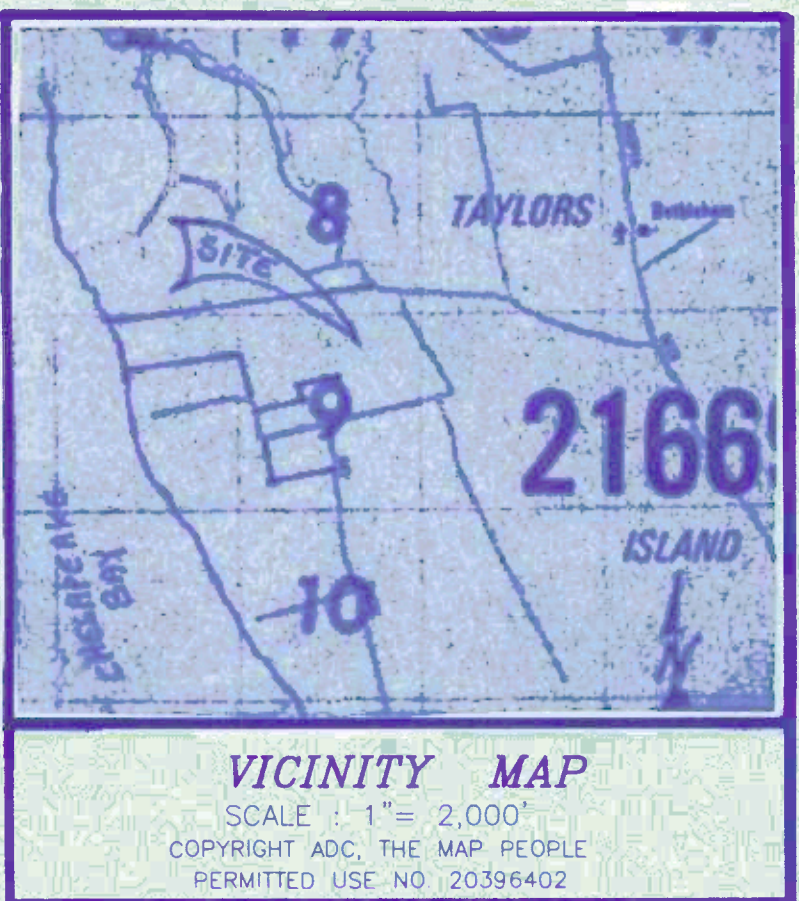 8
TAYLORS
Bethlehem
SITE
9
2166
ISLAND
CHESAPEAKE
BAY
10
N
VICINITY MAP
SCALE : 1"= 2,000'
COPYRIGHT ADC, THE MAP PEOPLE
PERMITTED USE NO. 20396402